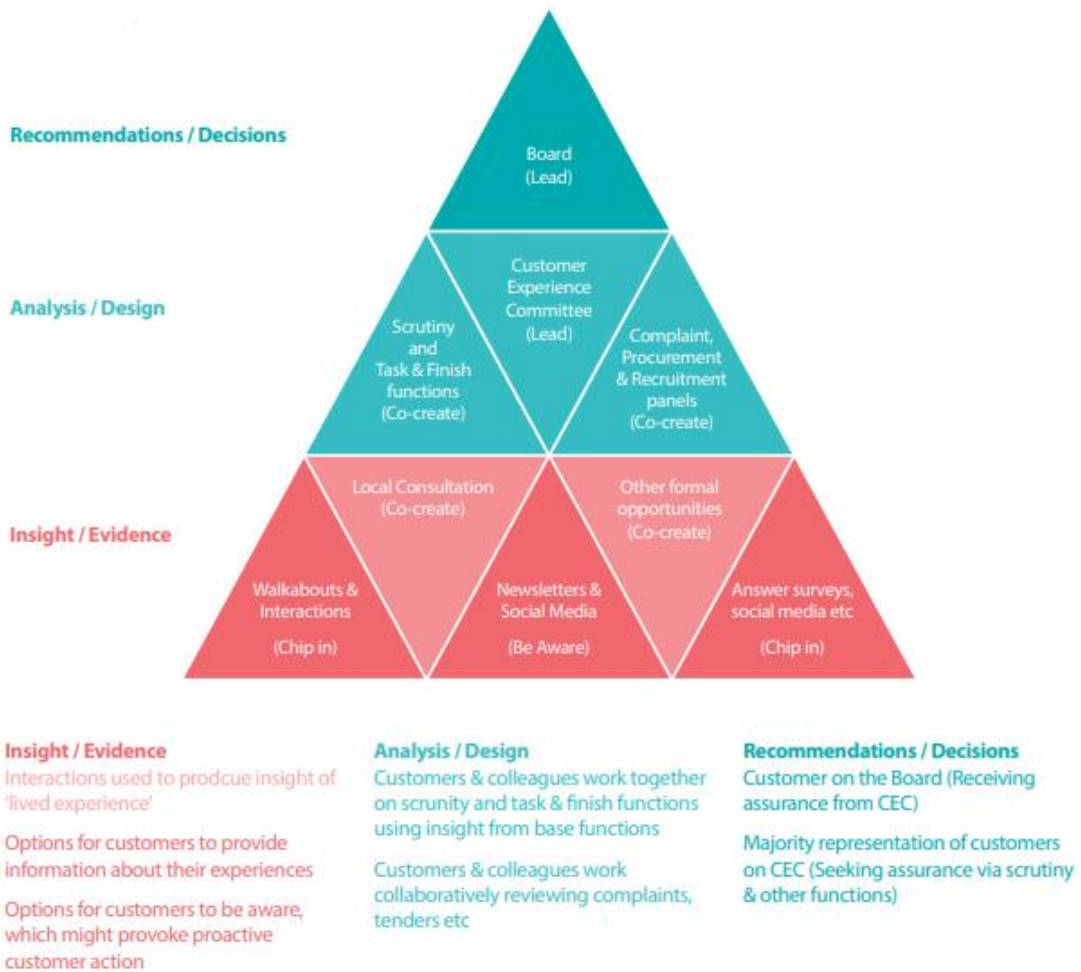 Recommendations / Decisions
Board
(Lead)
Analysis / Design
Customer
Experience
Committee
(Lead)
Scrutiny
and
Task & Finish
functions
(Co-create)
Complaint,
Procurement
& Recruitment
panels
(Co-create)
Insight / Evidence
Local Consultation
(Co-create)
Other formal
opportunities
(Co-create)
Walkabouts &
Interactions
(Chip in)
Newsletters &
Social Media
(Be Aware)
Answer surveys,
social media etc
(Chip in)
Insight / Evidence
Interactions used to prodcue insight of
'lived experience'
Options for customers to provide
information about their experiences
Options for customers to be aware,
which might provoke proactive
customer action
Analysis / Design
Customers & colleagues work together
on scrunity and task & finish functions
using insight from base functions
Customers & colleagues work
collaboratively reviewing complaints,
tenders etc
Recommendations / Decisions
Customer on the Board (Receiving
assurance from CEC)
Majority representation of customers
on CEC (Seeking assurance via scrutiny
& other functions)